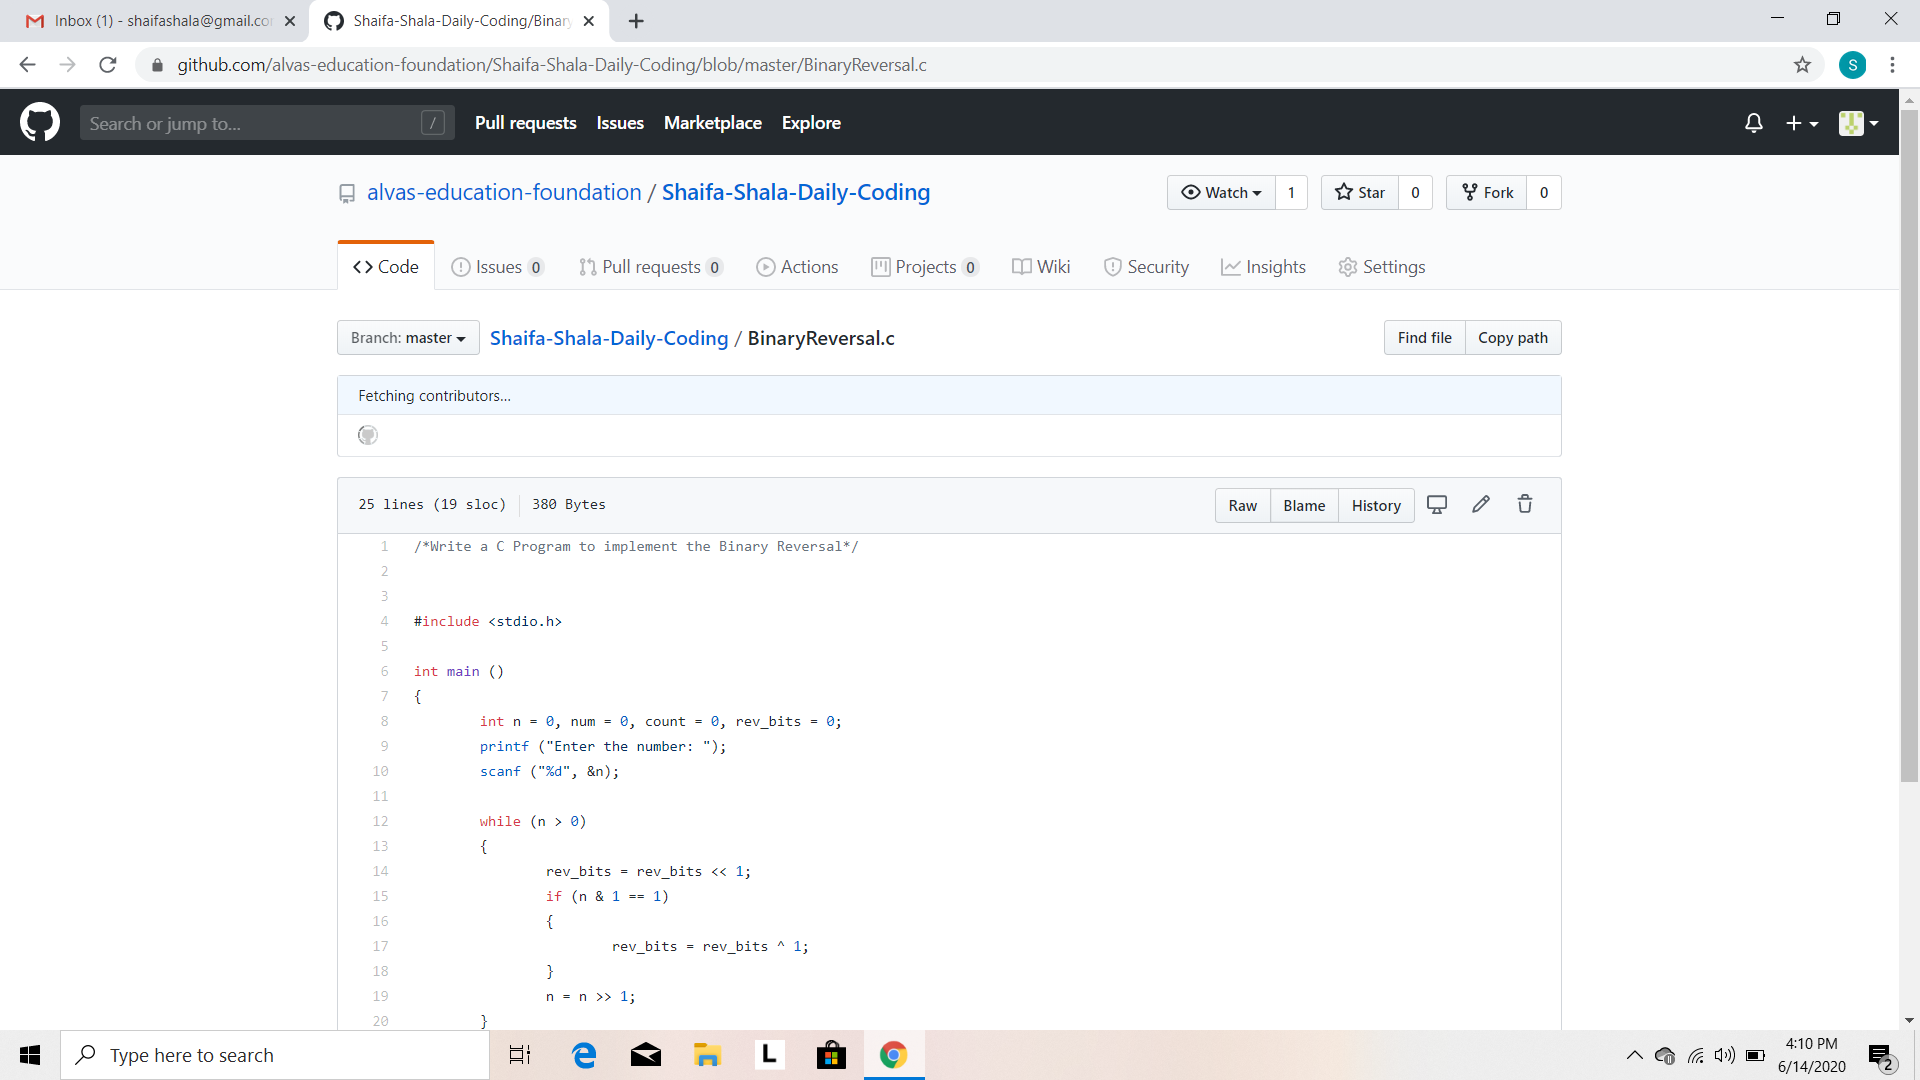 Inbox (1) - shaifashala@gmail.co
Shaifa-Shala-Daily-Coding/Binar
github.com/alvas-education-foundation/Shaifa-Shala-Daily-Coding/blob/master/BinaryReversal.c
S
Search or jump to... /
Pull requests Issues Marketplace Explore
alvas-education-foundation / Shaifa-Shala-Daily-Coding
Watch 1 Star 0 Fork 0
Code Issues 0 Pull requests 0 Actions Projects 0 Wiki Security Insights Settings
Branch: master Shaifa-Shala-Daily-Coding / BinaryReversal.c Find file Copy path
Fetching contributors...
25 lines (19 sloc) 380 Bytes Raw Blame History
1 /*Write a C Program to implement the Binary Reversal*/
2
3
4 #include <stdio.h>
5
6 int main ()
7 {
8 int n = 0, num = 0, count = 0, rev_bits = 0;
9 printf ("Enter the number: ");
10 scanf ("%d", &n);
11
12 while (n > 0)
13 {
14 rev_bits = rev_bits << 1;
15 if (n & 1 == 1)
16 {
17 rev_bits = rev_bits ^ 1;
18 }
19 n = n >> 1;
20 }
Type here to search
L
4:10 PM
6/14/2020
2